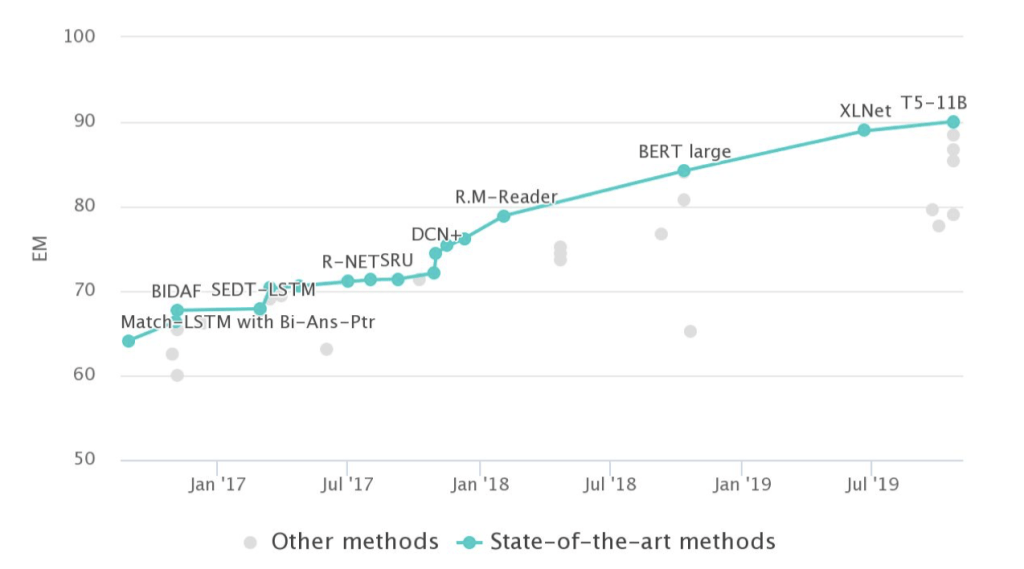 100
90
80
70
60
50
EM
XLNet
T5-11B
BERT large
R.M-Reader
DCN+
R-NET
SRU
BIDAF
SEDT-LSTM
Match-LSTM with Bi-Ans-Ptr
Jan '17
Jul '17
Jan '18
Jul '18
Jan '19
Jul '19
Other methods
State-of-the-art methods